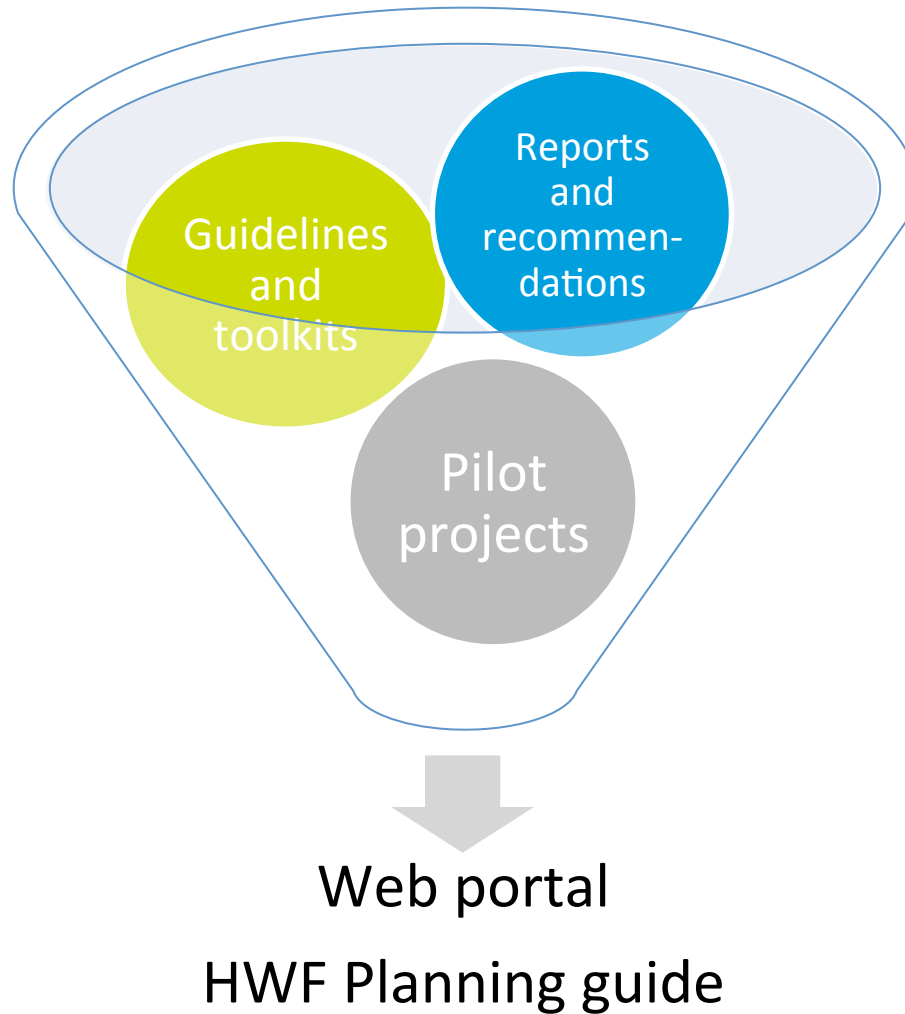 Reports
and
recommen-
dations
Guidelines
and
toolkits
Pilot
projects
Web portal
HWF Planning guide